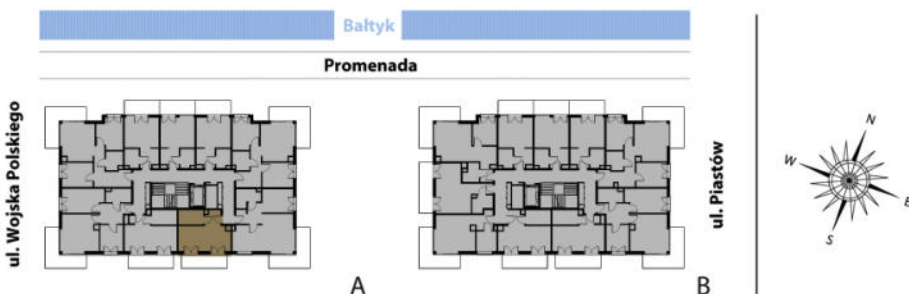 Bałtyk
Promenada
ul. Wojska Polskiego
ul. Piastów
A
B
N
W
E
S